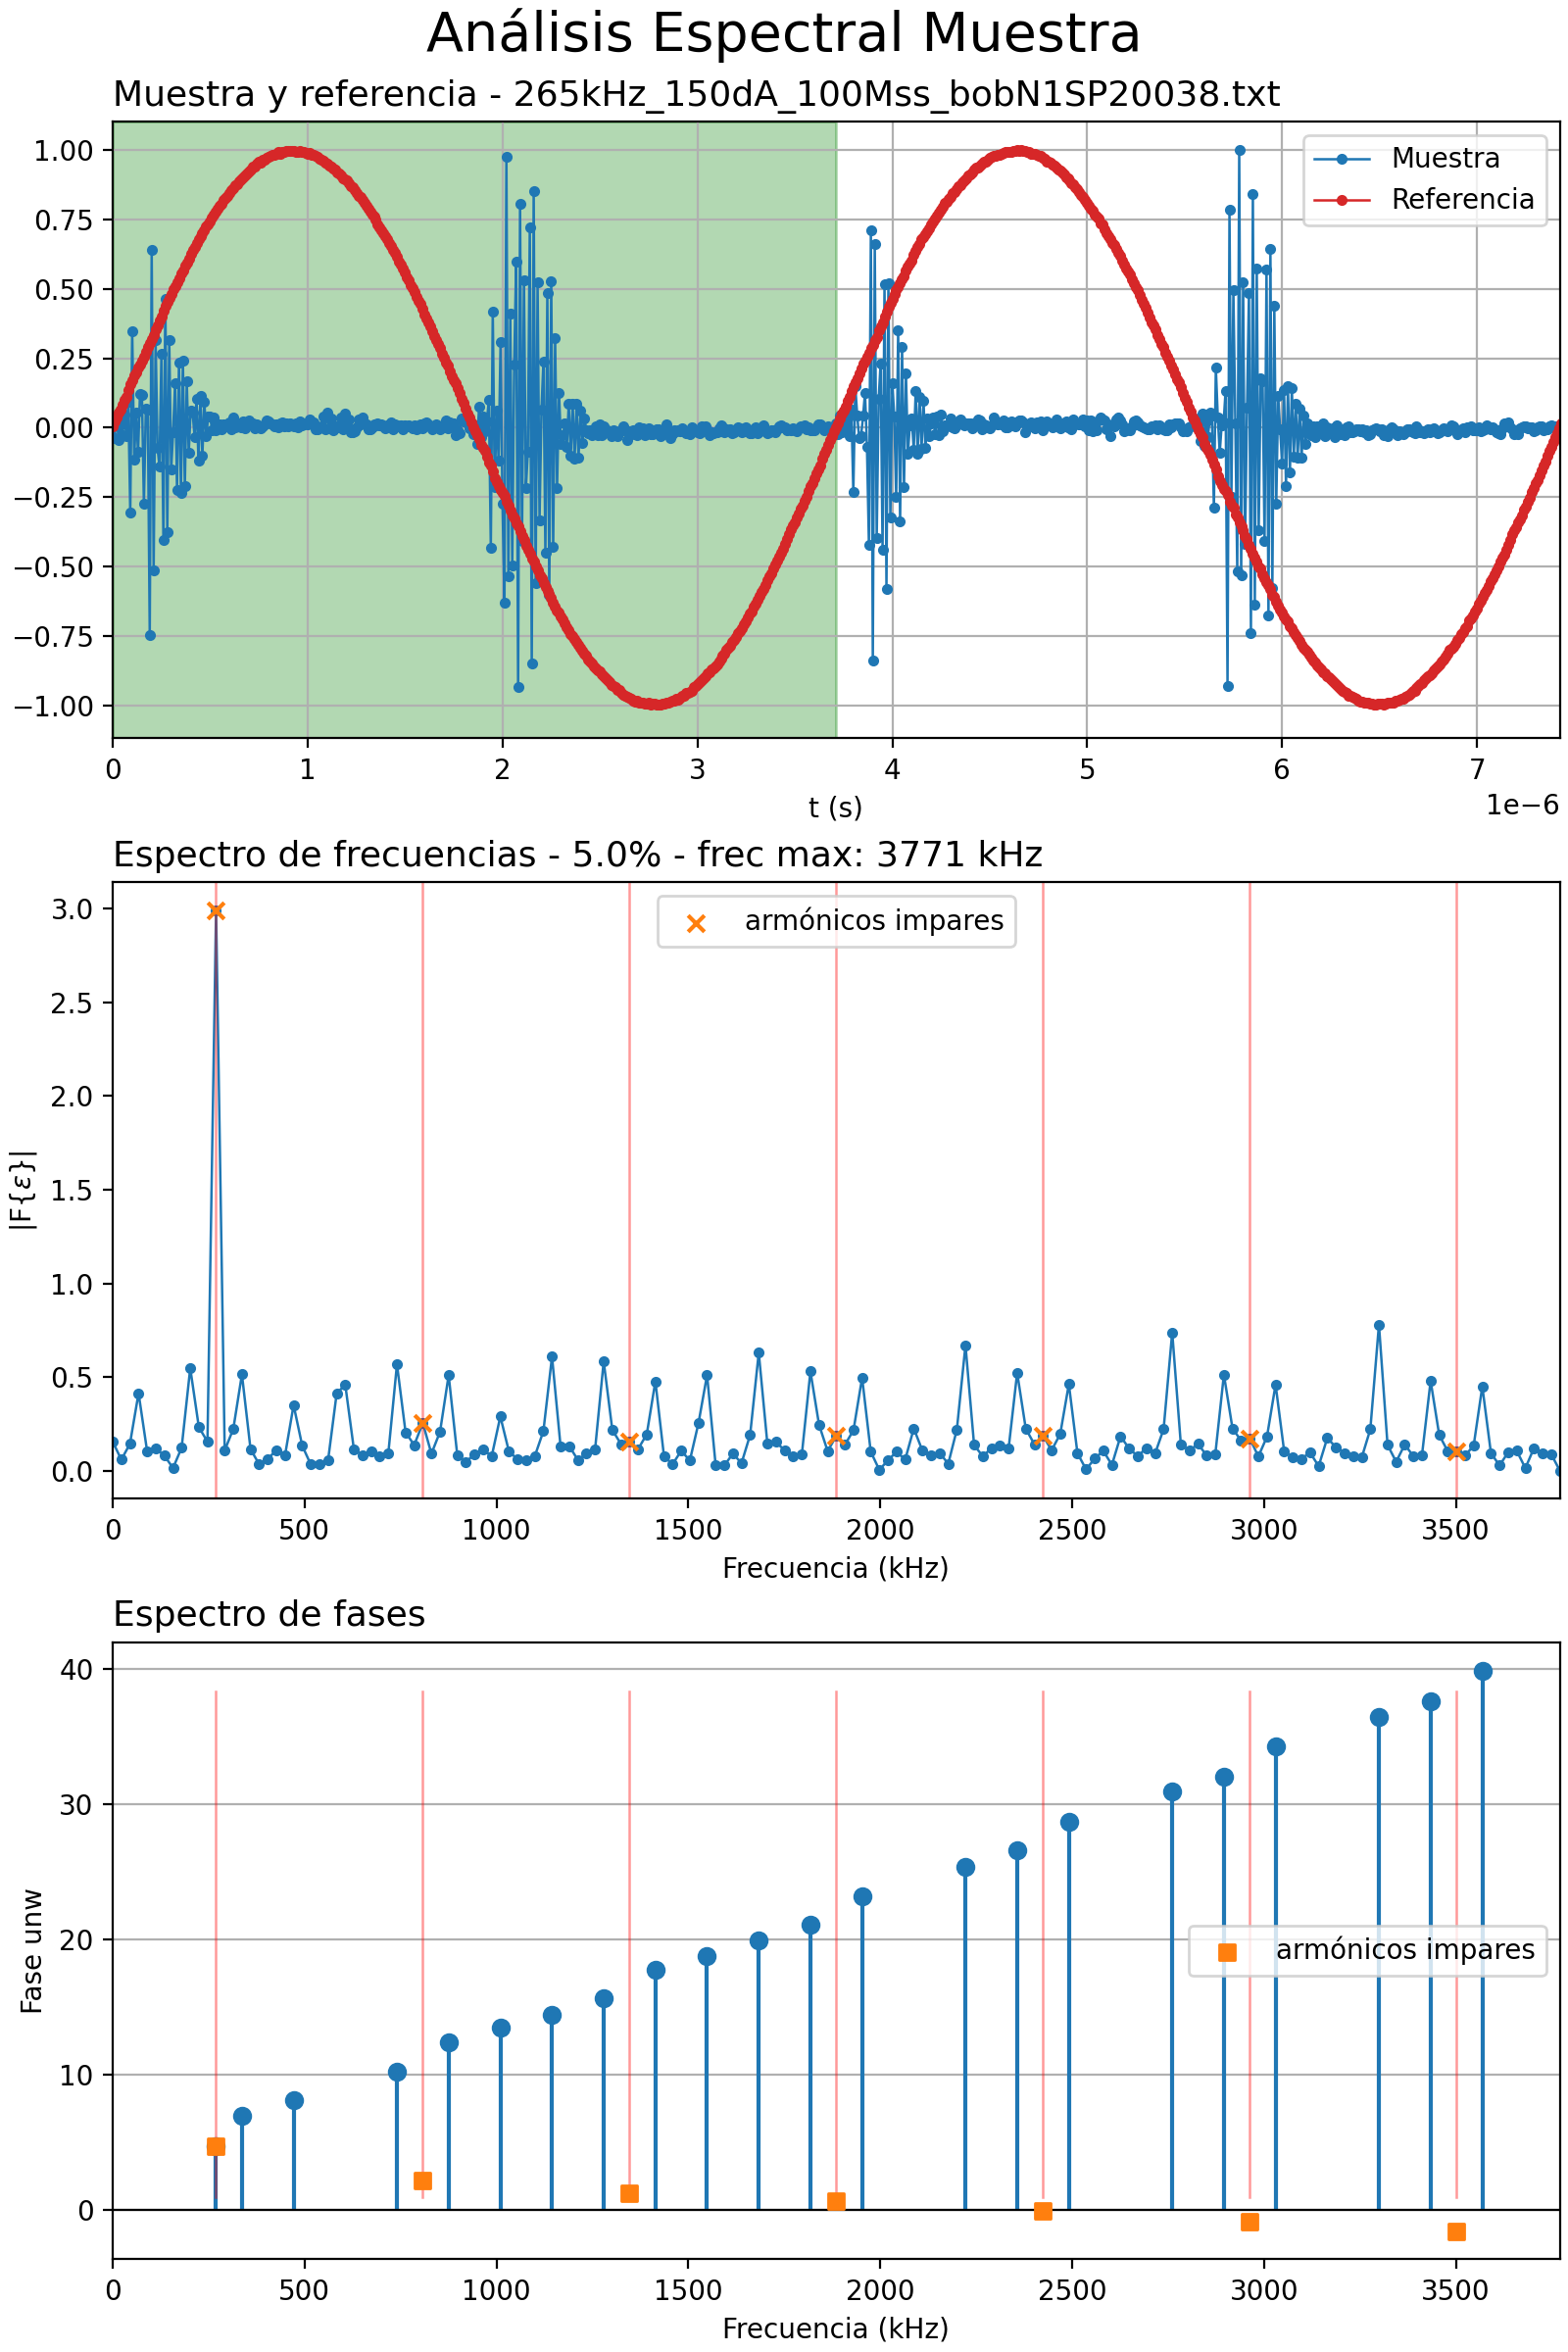 Análisis Espectral Muestra
Muestra y referencia - 265kHz_150dA_100Mss_bobN1SP20038.txt
1.00
0.75
0.50
0.25
0.00
−0.25
−0.50
−0.75
−1.00
Muestra
Referencia
0 1 2 3 4 5 6 7
t (s)
1e−6
Espectro de frecuencias - 5.0% - frec max: 3771 kHz
3.0
2.5
2.0
1.5
1.0
0.5
0.0
|F{ε}|
armónicos impares
0 500 1000 1500 2000 2500 3000 3500
Frecuencia (kHz)
Espectro de fases
40
30
20
10
0
Fase unw
armónicos impares
0 500 1000 1500 2000 2500 3000 3500
Frecuencia (kHz)